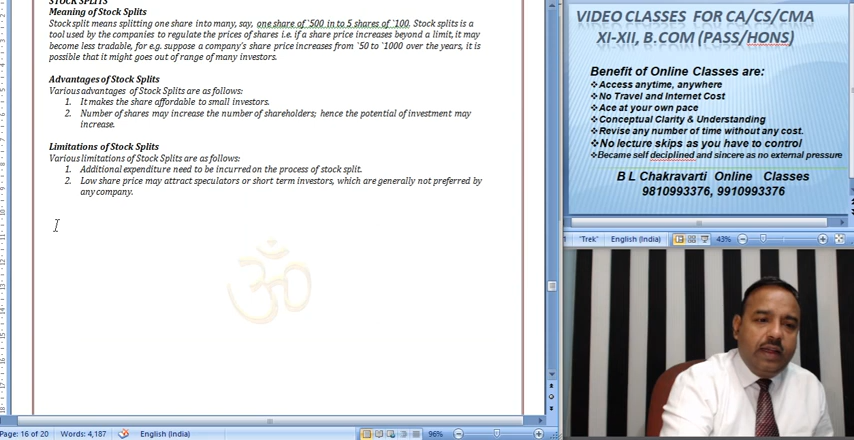 STOCK SPLITS
Meaning of Stock Splits
Stock split means splitting one share into many, say, one share of `500 in to 5 shares of `100. Stock splits is a
tool used by the companies to regulate the prices of shares i.e. if a share price increases beyond a limit, it may
become less tradable, for e.g. suppose a company's share price increases from `50 to `1000 over the years, it is
possible that it might goes out of range of many investors.
Advantages of Stock Splits
Various advantages of Stock Splits are as follows:
1. It makes the share affordable to small investors.
2. Number of shares may increase the number of shareholders; hence the potential of investment may
increase.
Limitations of Stock Splits
Various limitations of Stock Splits are as follows:
1. Additional expenditure need to be incurred on the process of stock split.
2. Low share price may attract speculators or short term investors, which are generally not preferred by
any company.
ॐ
Page: 16 of 20 Words: 4,187 English (India) 96%
VIDEO CLASSES FOR CA/CS/CMA
XI-XII, B.COM (PASS/HONS)
Benefit of Online Classes are:
❖Access anytime, anywhere
❖No Travel and Internet Cost
❖Ace at your own pace
❖Conceptual Clarity & Understanding
❖Revise any number of time without any cost.
❖No lecture skips as you have to control
❖Became self deciplined and sincere as no external pressure
B L Chakravarti Online Classes
9810993376, 9910993376
"Trek" English (India) 43%